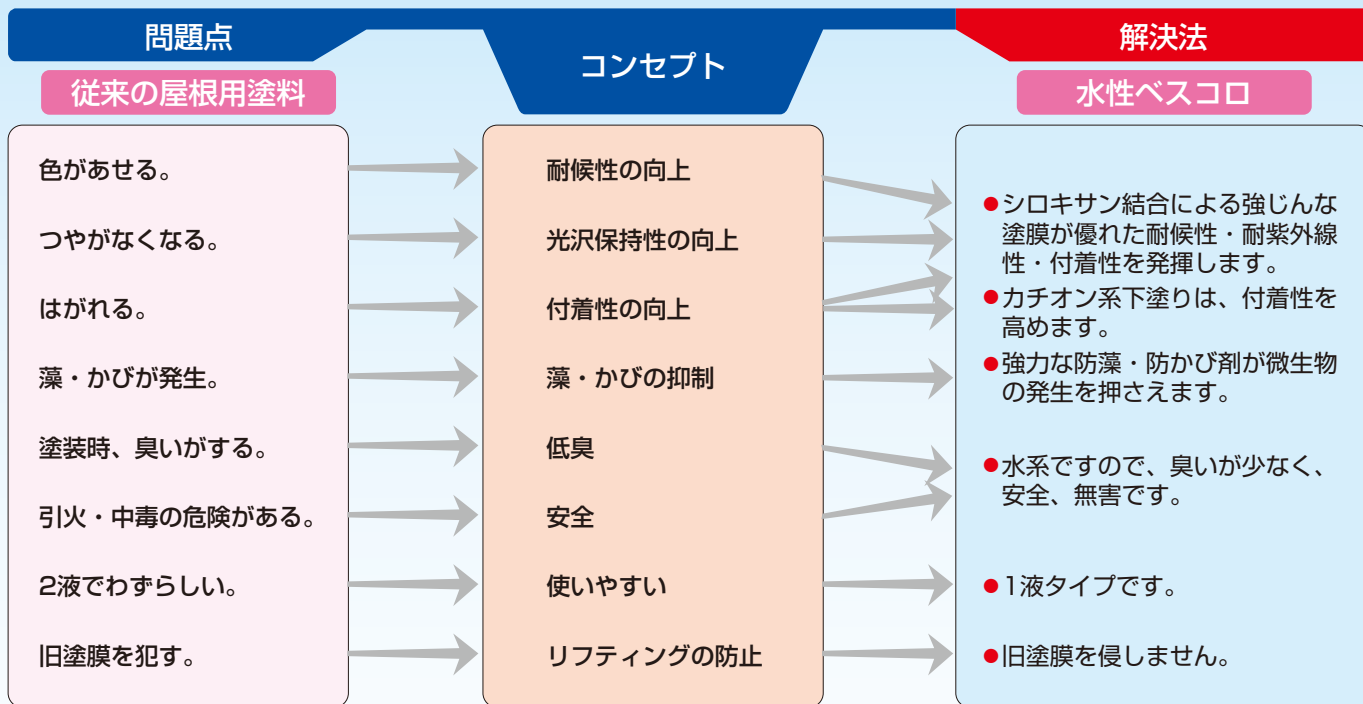 問題点
コンセプト
解決法
従来の屋根用塗料
水性ベスコロ
色があせる。
つやがなくなる。
はがれる。
藻・かびが発生。
塗装時、臭いがする。
引火・中毒の危険がある。
2液でわずらしい。
旧塗膜を犯す。
耐候性の向上
光沢保持性の向上
付着性の向上
藻・かびの抑制
低臭
安全
使いやすい
リフティングの防止
●シロキサン結合による強じんな
塗膜が優れた耐候性・耐紫外線
性・付着性を発揮します。
●カチオン系下塗りは、付着性を
高めます。
●強力な防藻・防かび剤が微生物
の発生を押さえます。
●水系ですので、臭いが少なく、
安全、無害です。
●1液タイプです。
●旧塗膜を侵しません。